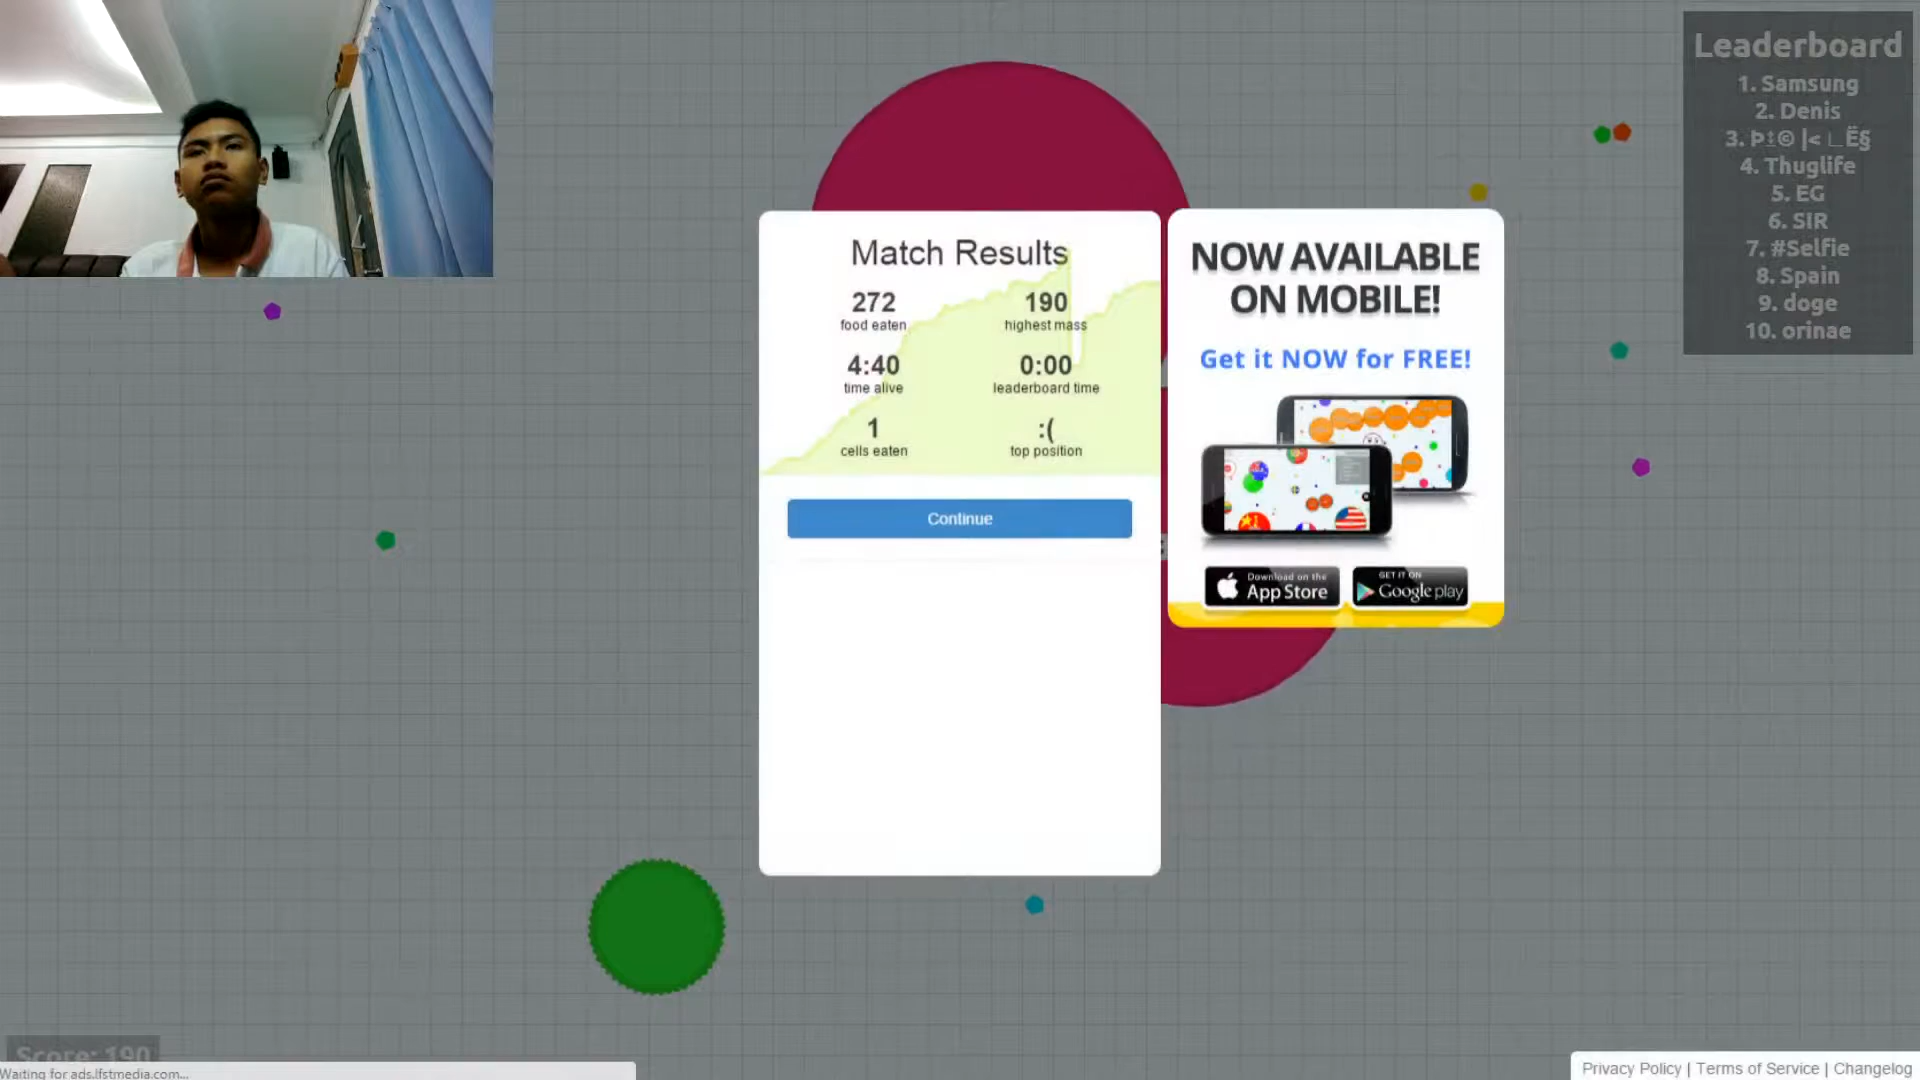 Leaderboard
1. Samsung
2. Denis
4. Thuglife
5. EG
6. SIR
7. #Selfie
8. Spain
9. doge
10. orinae
Match Results
272
food eaten
190
highest mass
4:40
time alive
0:00
leaderboard time
1
cells eaten
:(
top position
Continue
NOW AVAILABLE
ON MOBILE!
Get it NOW for FREE!
Download on the
App Store
GET IT ON
Google play
Score: 190
Waiting for ads.lfstmedia.com...
Privacy Policy | Terms of Service | Changelog